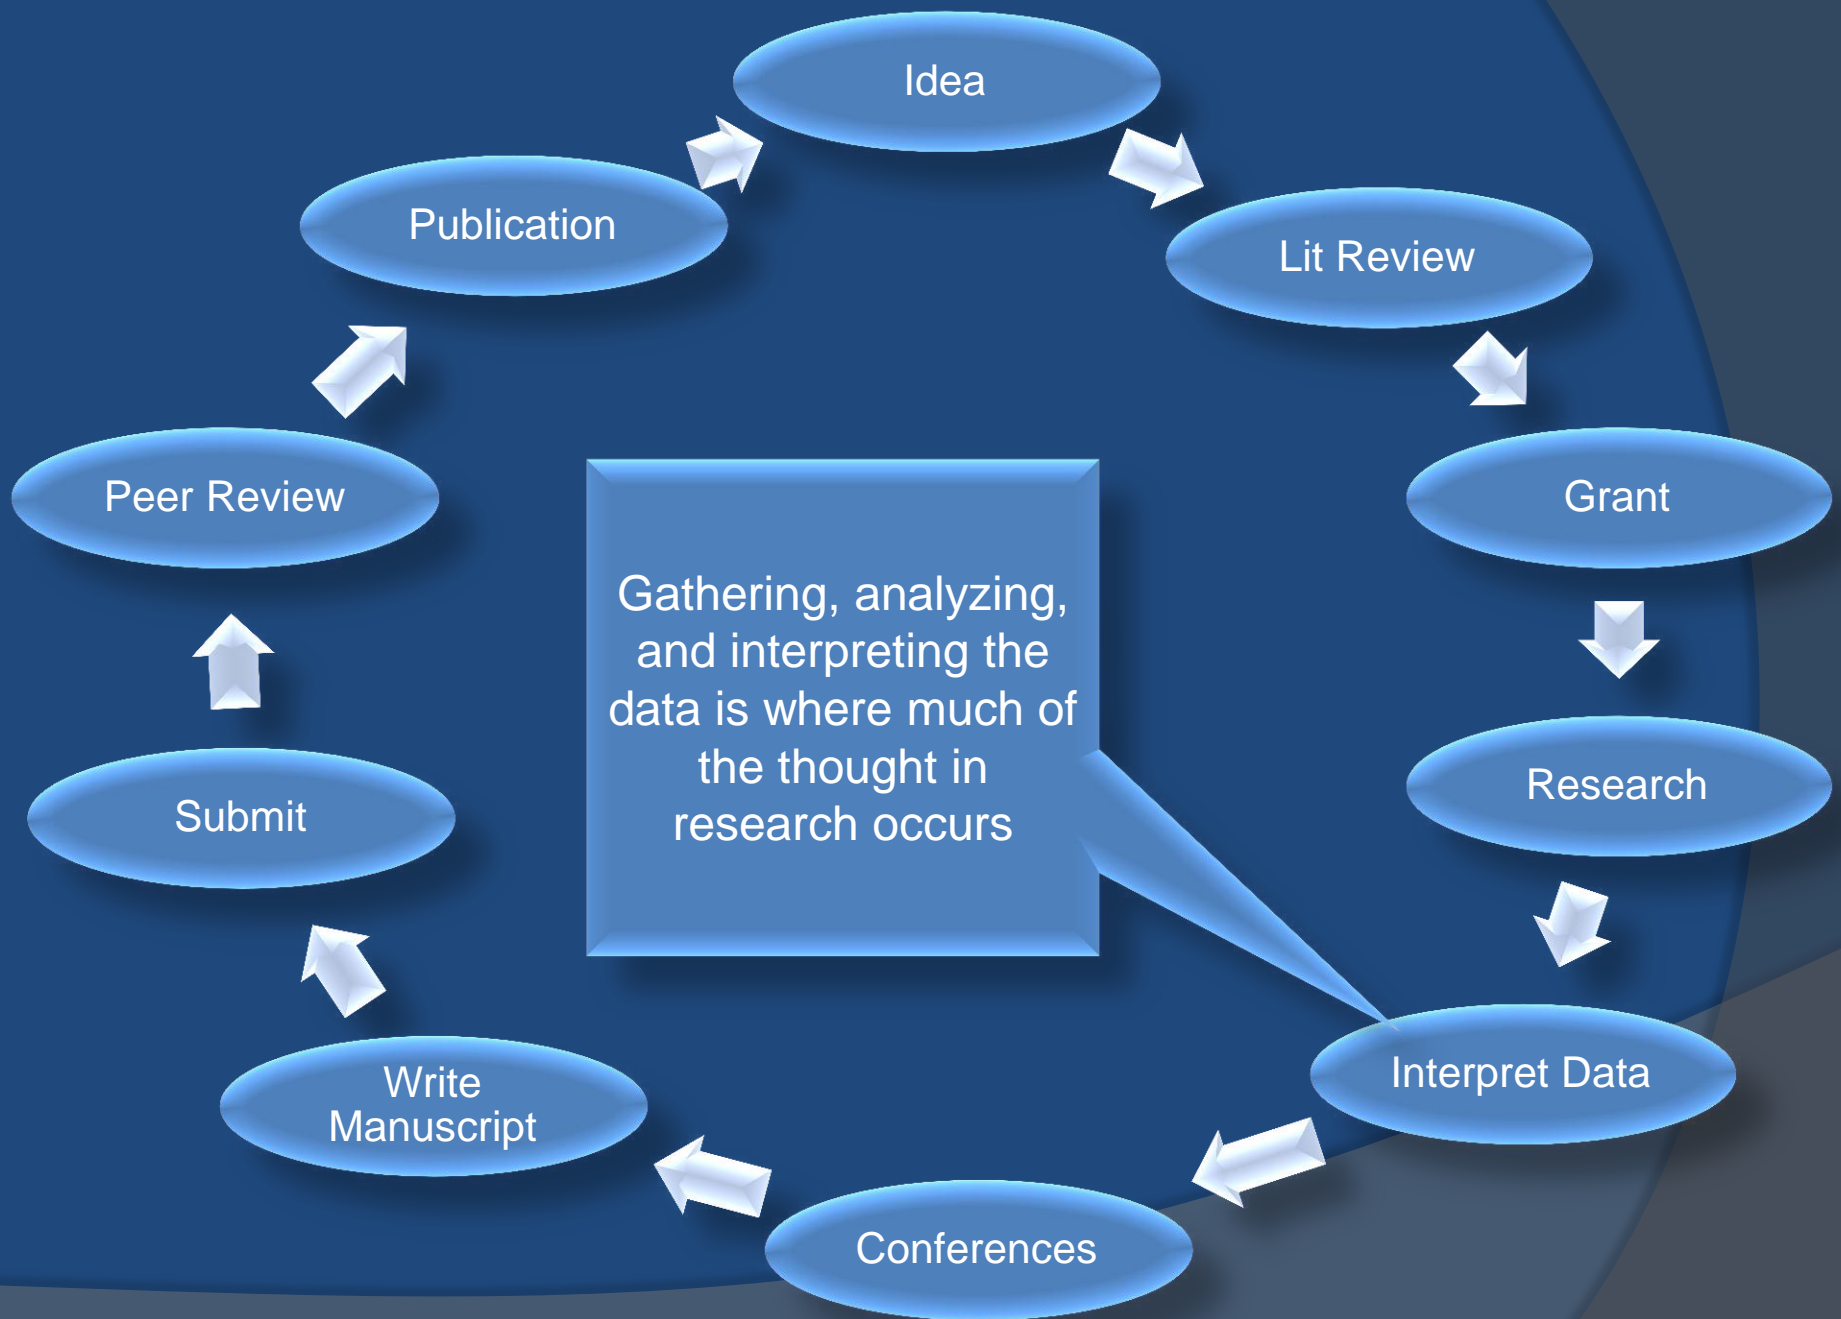 Idea
Lit Review
Grant
Research
Interpret Data
Conferences
Write
Manuscript
Submit
Peer Review
Publication
Gathering, analyzing,
and interpreting the
data is where much of
the thought in
research occurs